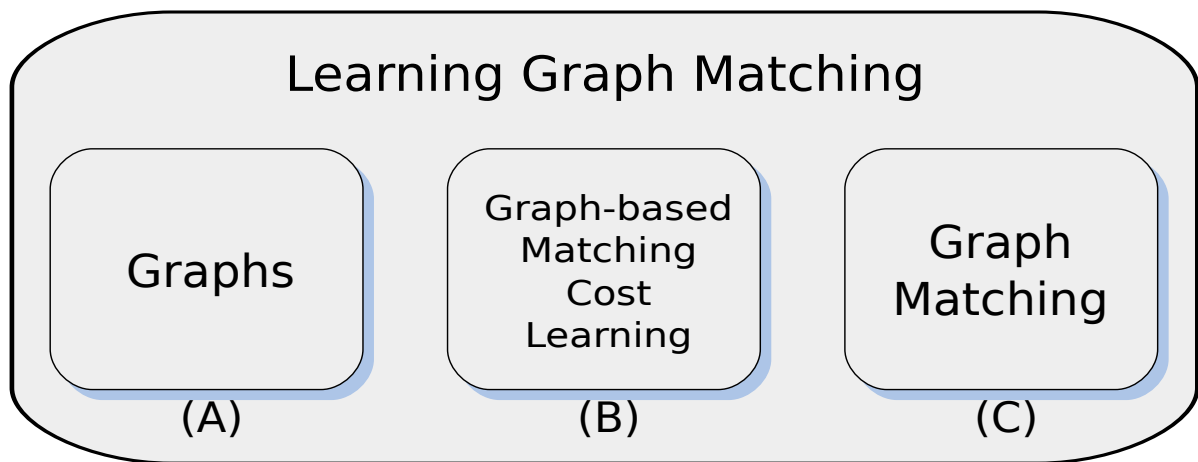 Learning Graph Matching
Graphs
Graph-based
Matching
Cost
Learning
Graph
Matching
(A)
(B)
(C)